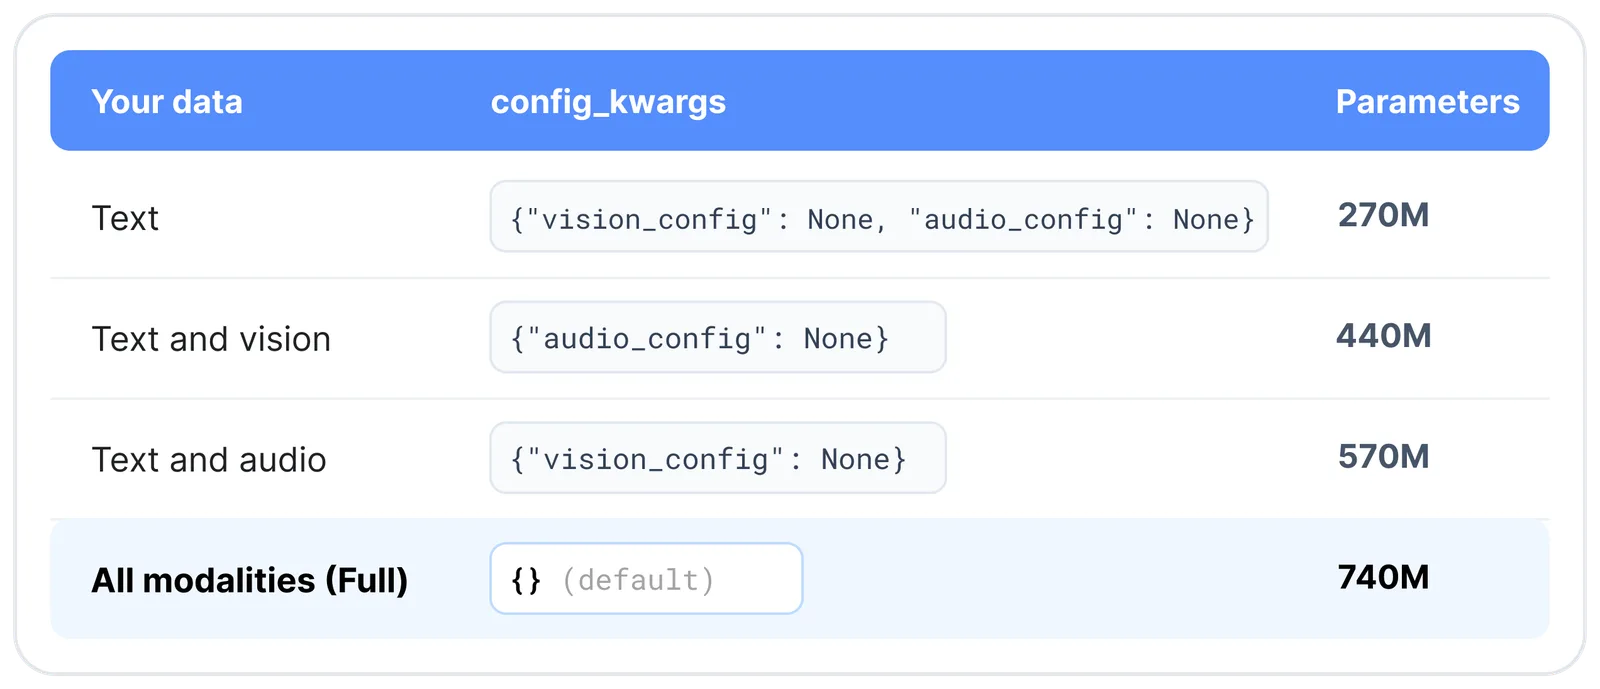 Your data config_kwargs Parameters
Text {"vision_config": None, "audio_config": None} 270M
Text and vision {"audio_config": None} 440M
Text and audio {"vision_config": None} 570M
All modalities (Full) {} (default) 740M